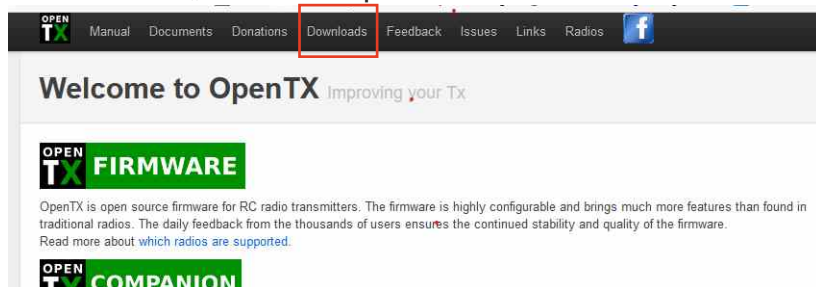 OPEN
TX Manual Documents Donations Downloads Feedback Issues Links Radios f
Welcome to OpenTX Improving your Tx
OPEN
TX FIRMWARE
OpenTX is open source firmware for RC radio transmitters. The firmware is highly configurable and brings much more features than found in
traditional radios. The daily feedback from the thousands of users ensures the continued stability and quality of the firmware.
Read more about which radios are supported.
OPEN
TX COMPANION